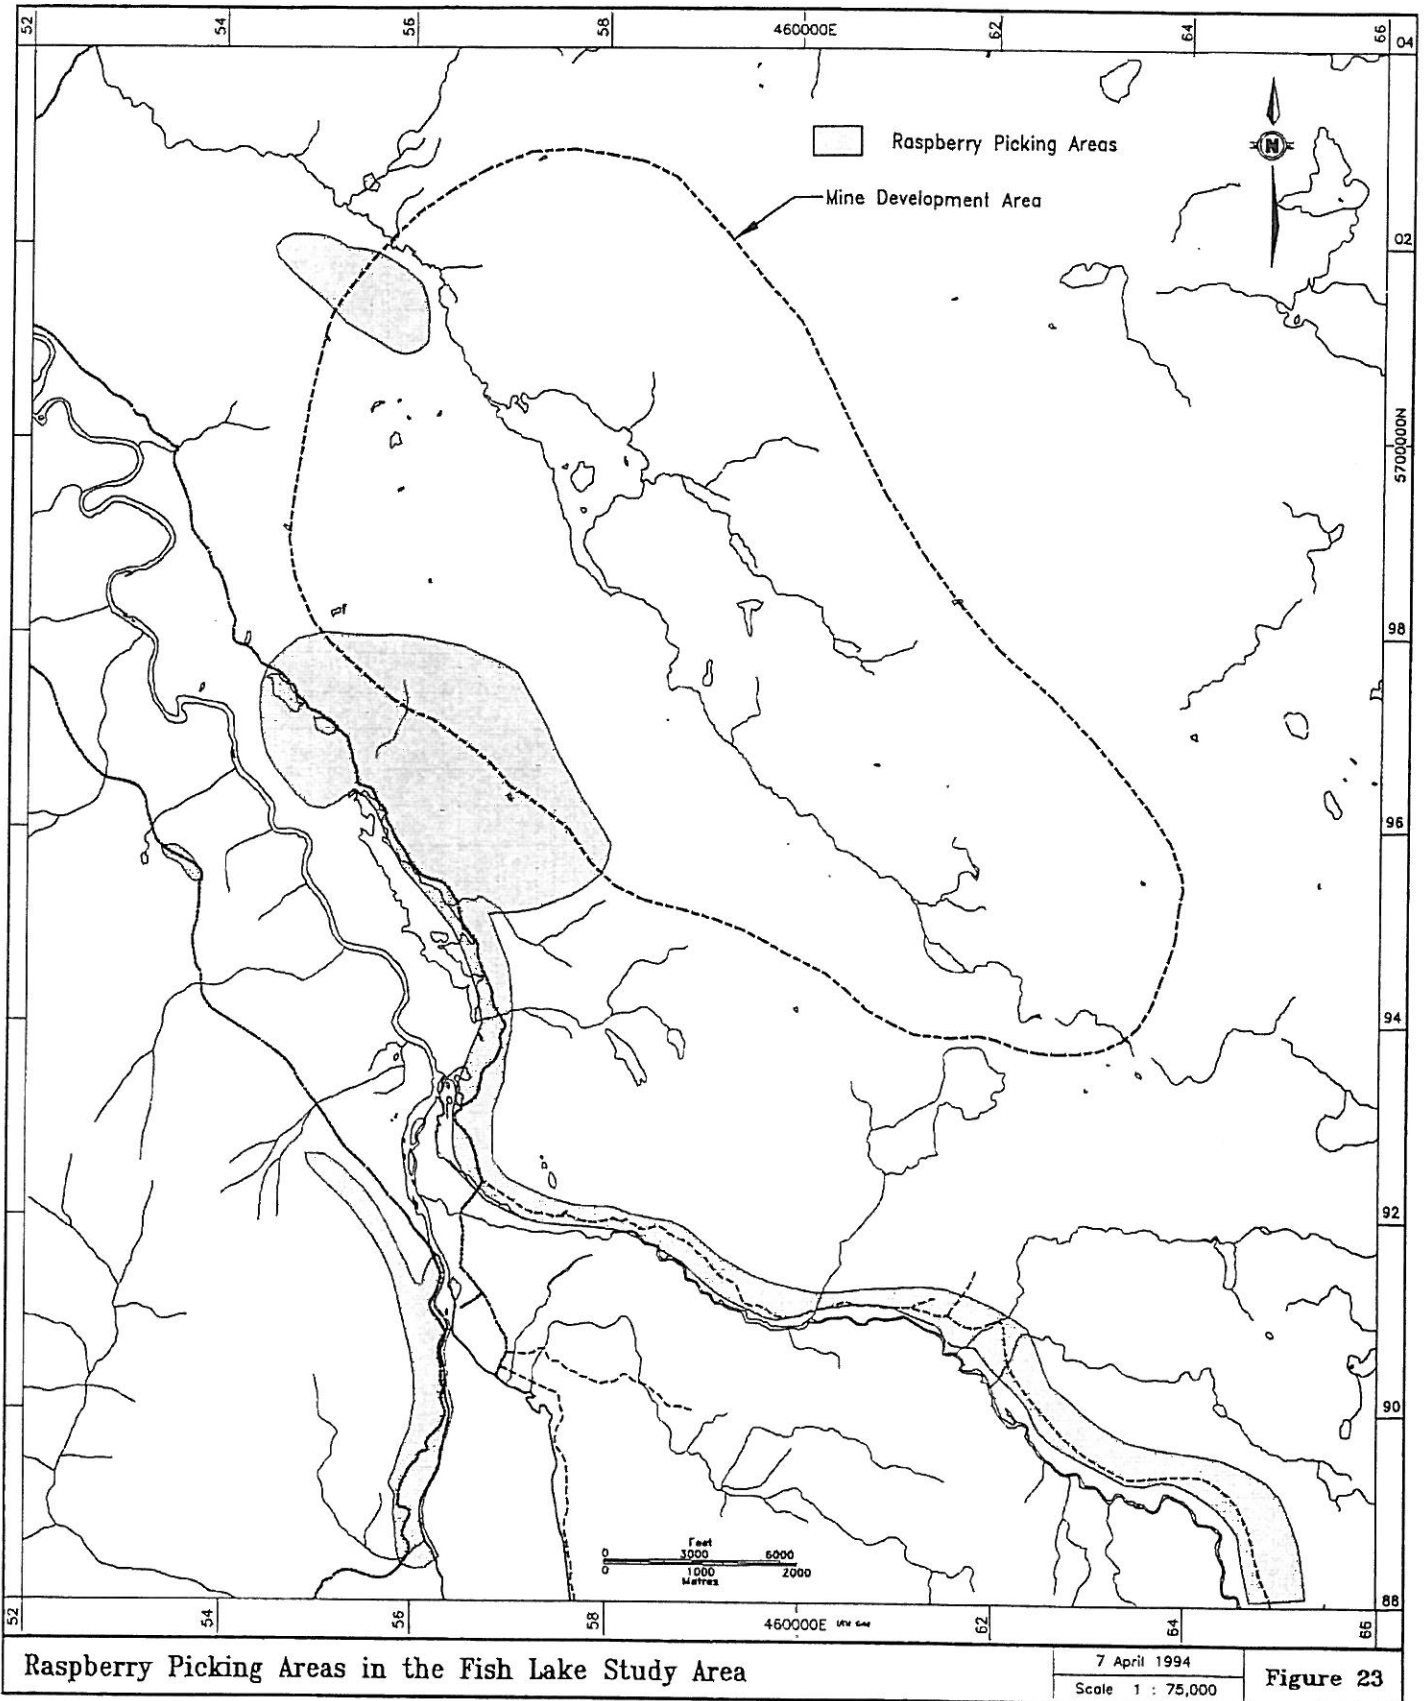 52 54 56 58 460000E 62 64 66
04
Raspberry Picking Areas
N
Mine Development Area
02
5700000N
98
96
94
92
90
88
Feet
0 3000 6000
0 1000 2000
Metres
52 54 56 58 460000E 62 64 66
Raspberry Picking Areas in the Fish Lake Study Area
7 April 1994
Scale 1 : 75,000
Figure 23